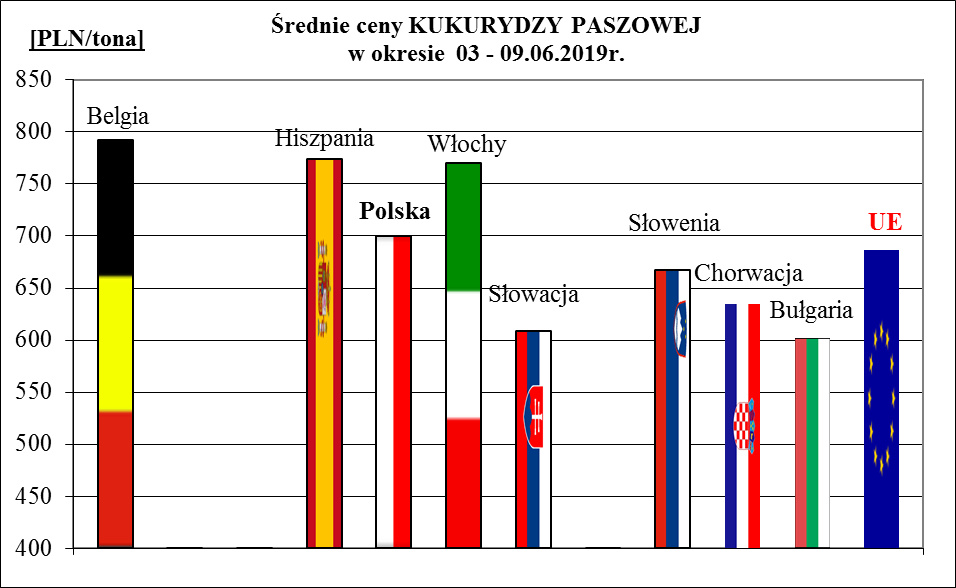 Średnie ceny KUKURYDZY PASZOWEJ
w okresie 03 - 09.06.2019r.
[PLN/tona]
850
800
750
700
650
600
550
500
450
400
Belgia
Hiszpania
Polska
Włochy
Słowacja
Słowenia
Chorwacja
Bułgaria
UE